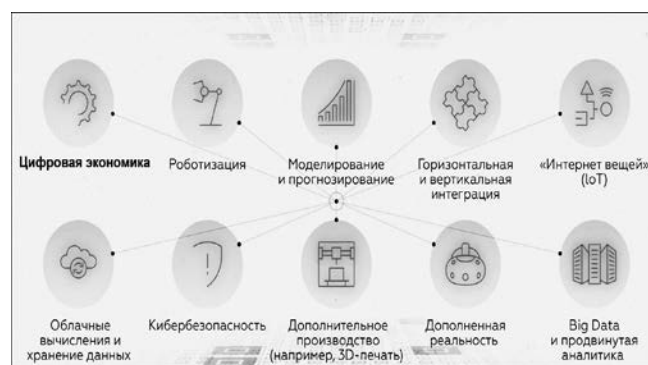 Цифровая экономика
Роботизация
Моделирование
и прогнозирование
Горизонтальная
и вертикальная
интеграция
«Интернет вещей»
(IoT)
Облачные
вычисления и
хранение данных
Кибербезопасность
Дополнительное
производство
(например, 3D-печать)
Дополненная
реальность
Big Data
и продвинутая
аналитика